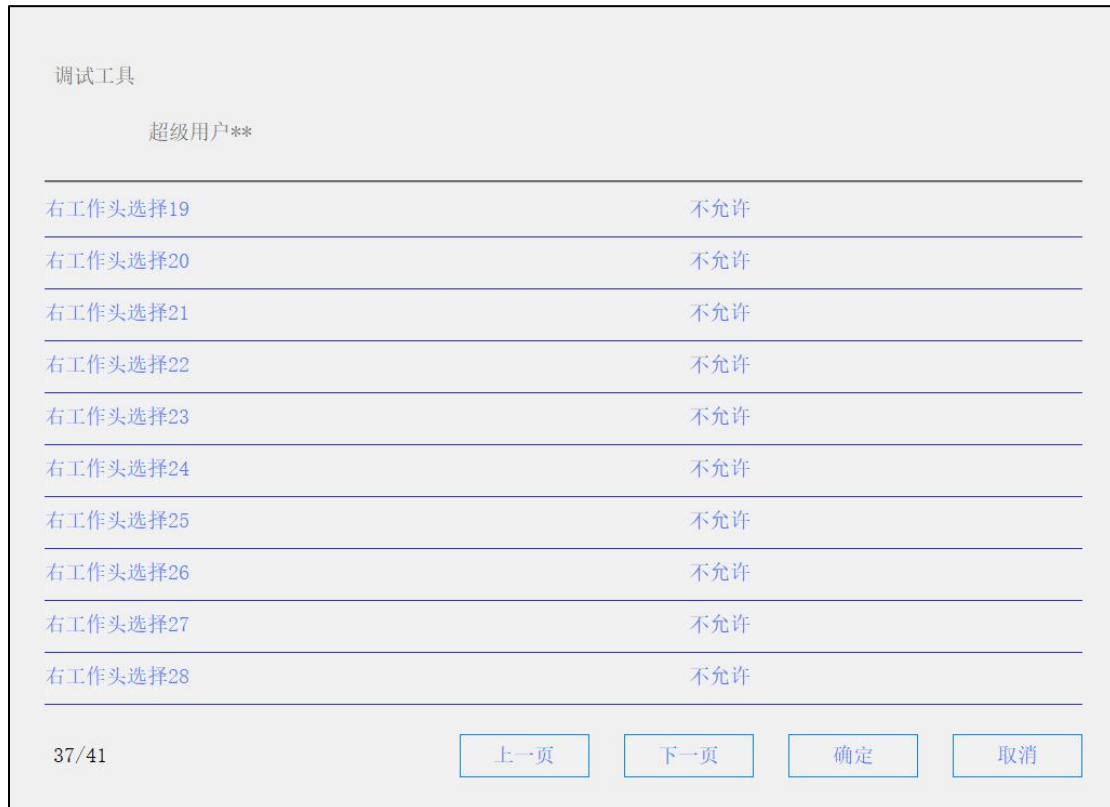 调试工具
超级用户**
右工作头选择19 不允许
右工作头选择20 不允许
右工作头选择21 不允许
右工作头选择22 不允许
右工作头选择23 不允许
右工作头选择24 不允许
右工作头选择25 不允许
右工作头选择26 不允许
右工作头选择27 不允许
右工作头选择28 不允许
37/41 上一页 下一页 确定 取消